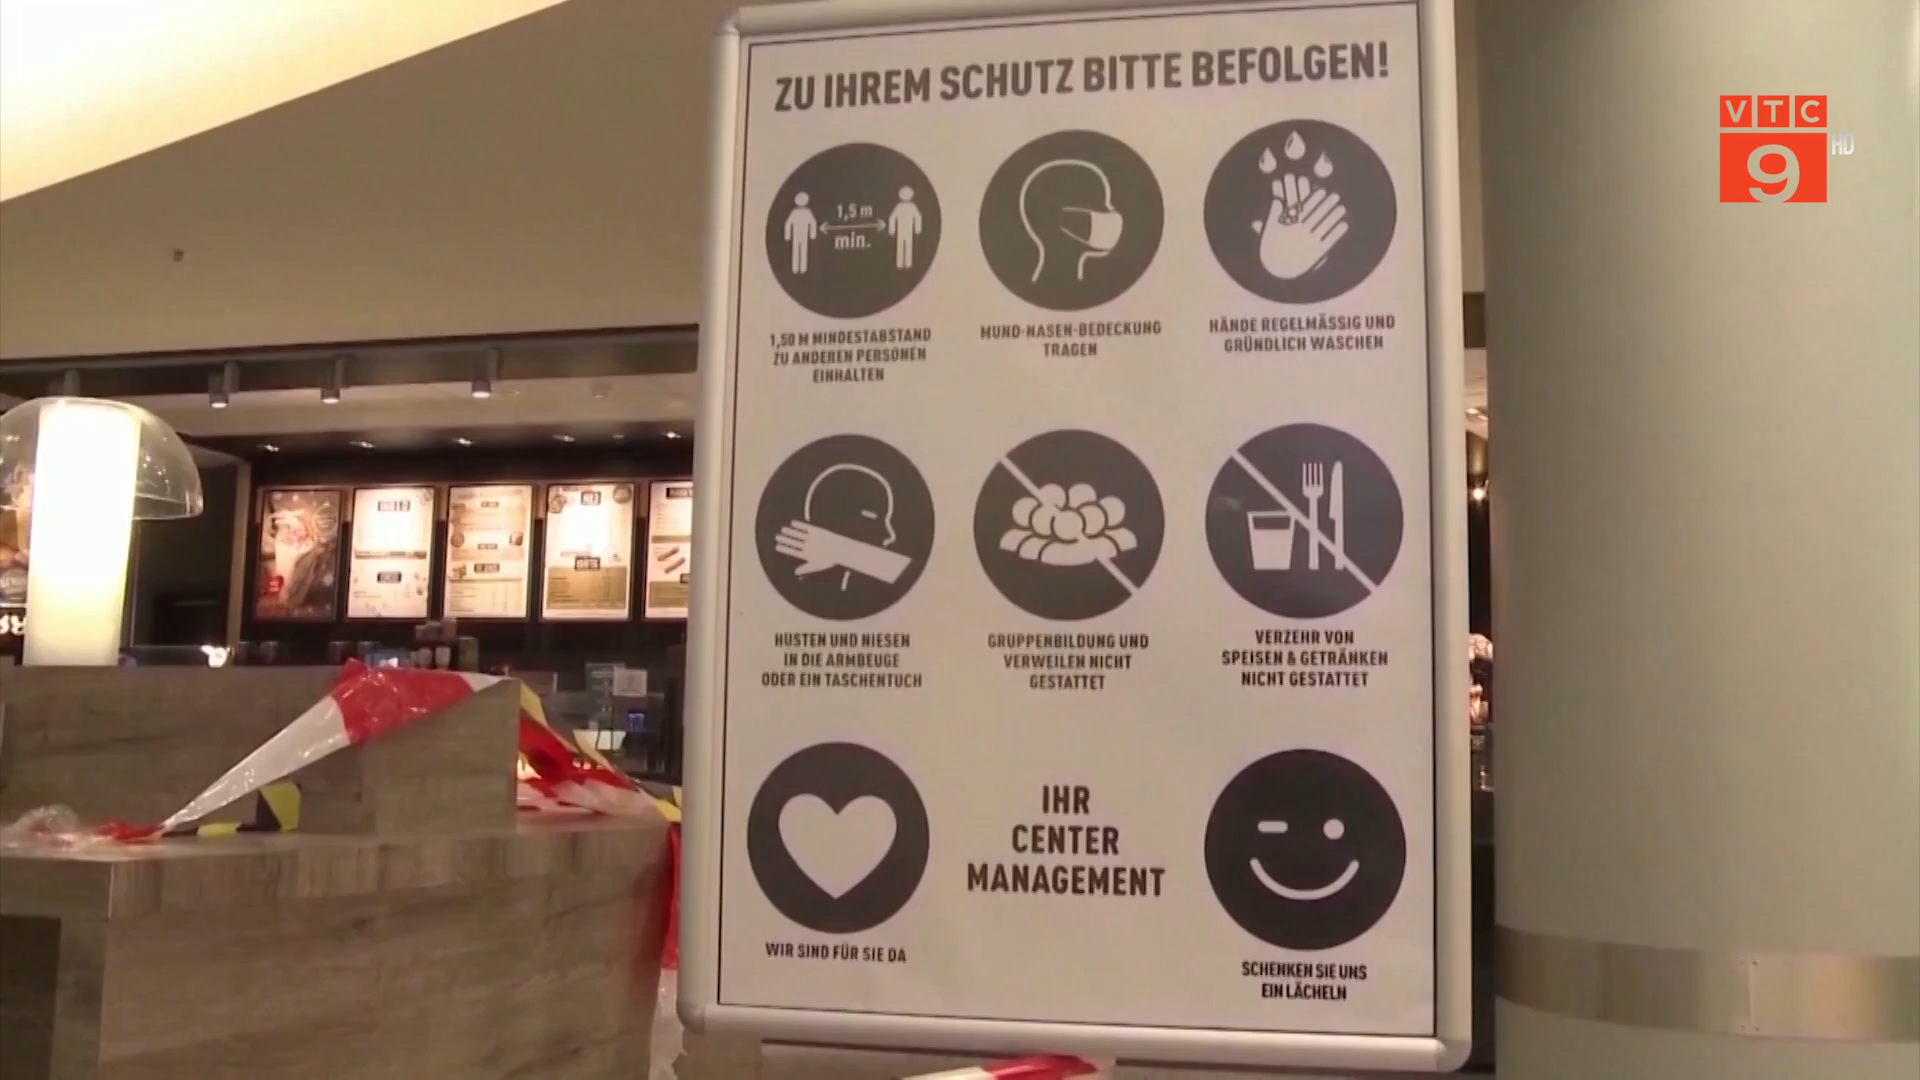 ZU IHREM SCHUTZ BITTE BEFOLGEN!
VTC
9
HD
1,5 m
min.
1,50 M MINDESTABSTAND
ZU ANDEREN PERSONEN
EINHALTEN
MUND-NASEN-BEDECKUNG
TRAGEN
HÄNDE REGELMÄSSIG UND
GRÜNDLICH WASCHEN
HUSTEN UND NIESEN
IN DIE ARMBEUGE
ODER EIN TASCHENTUCH
GRUPPENBILDUNG UND
VERWEILEN NICHT
GESTATTET
VERZEHR VON
SPEISEN & GETRÄNKEN
NICHT GESTATTET
WIR SIND FÜR SIE DA
IHR
CENTER
MANAGEMENT
SCHENKEN SIE UNS
EIN LÄCHELN